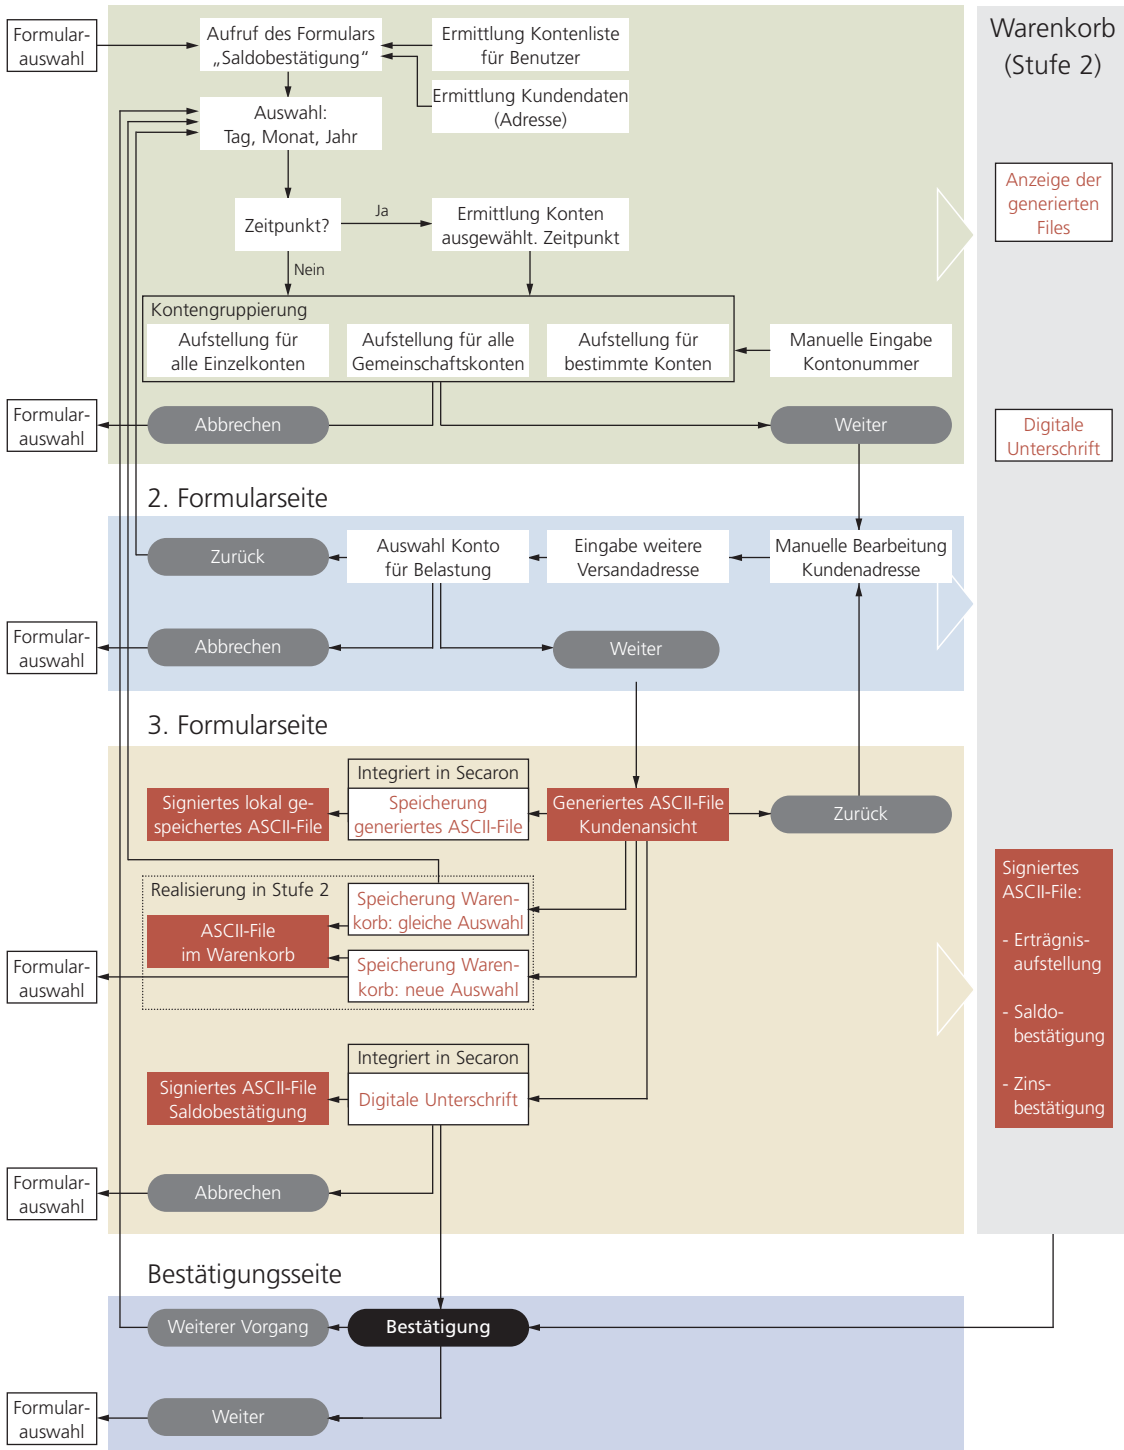 Formular-
auswahl
Aufruf des Formulars
„Saldobestätigung“
Ermittlung Kontenliste
für Benutzer
Ermittlung Kundendaten
(Adresse)
Auswahl:
Tag, Monat, Jahr
Zeitpunkt?
Ja
Nein
Ermittlung Konten
ausgewählt. Zeitpunkt
Kontengruppierung
Aufstellung für
alle Einzelkonten
Aufstellung für alle
Gemeinschaftskonten
Aufstellung für
bestimmte Konten
Manuelle Eingabe
Kontonummer
Formular-
auswahl
Abbrechen
Weiter
2. Formularseite
Zurück
Auswahl Konto
für Belastung
Eingabe weitere
Versandadresse
Manuelle Bearbeitung
Kundenadresse
Formular-
auswahl
Abbrechen
Weiter
3. Formularseite
Signiertes lokal ge-
speichertes ASCII-File
Integriert in Secaron
Speicherung
generiertes ASCII-File
Generiertes ASCII-File
Kundenansicht
Zurück
Realisierung in Stufe 2
ASCII-File
im Warenkorb
Speicherung Waren-
korb: gleiche Auswahl
Speicherung Waren-
korb: neue Auswahl
Formular-
auswahl
Integriert in Secaron
Digitale Unterschrift
Signiertes ASCII-File
Saldobestätigung
Formular-
auswahl
Abbrechen
Bestätigungsseite
Weiterer Vorgang
Bestätigung
Formular-
auswahl
Weiter
Warenkorb
(Stufe 2)
Anzeige der
generierten
Files
Digitale
Unterschrift
Signiertes
ASCII-File:
- Erträgnis-
aufstellung
- Saldo-
bestätigung
- Zins-
bestätigung